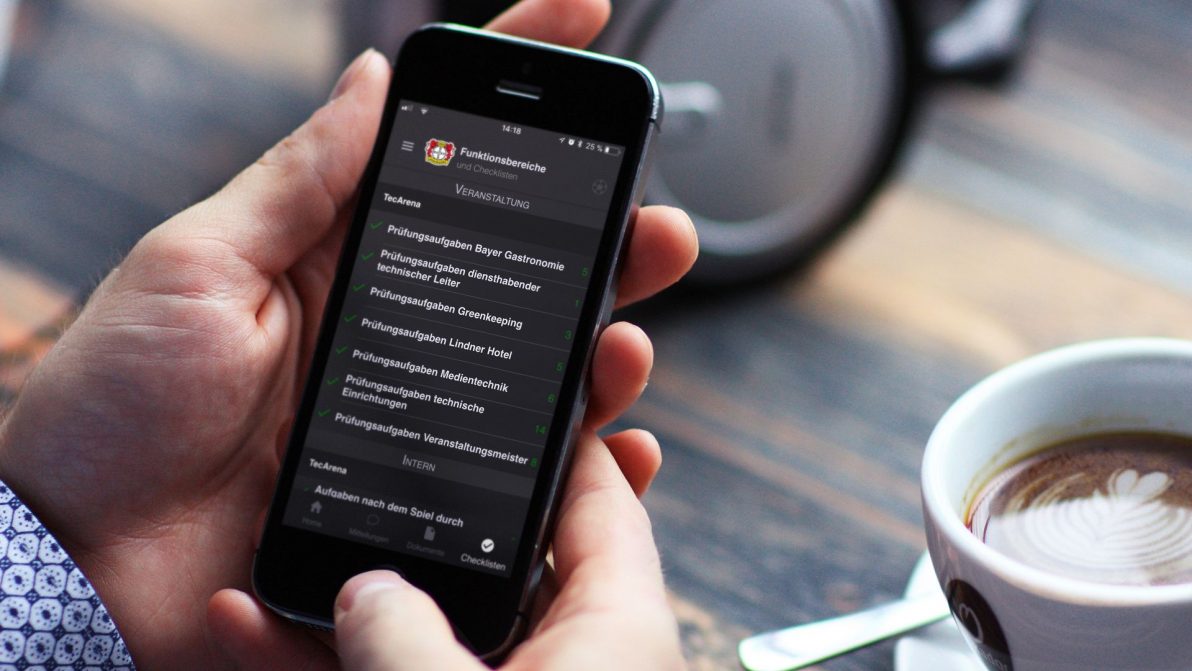 14:18
25 %
Funktionsbereiche
und Checklisten
VERANSTALTUNG
TecArena
Prüfungsaufgaben Bayer Gastronomie 5
Prüfungsaufgaben diensthabender
technischer Leiter 1
Prüfungsaufgaben Greenkeeping 3
Prüfungsaufgaben Lindner Hotel 5
Prüfungsaufgaben Medientechnik 6
Prüfungsaufgaben technische
Einrichtungen 14
Prüfungsaufgaben Veranstaltungsmeister 8
INTERN
TecArena
Aufgaben nach dem Spiel durch
Home
Mitteilungen
Dokumente
Checklisten